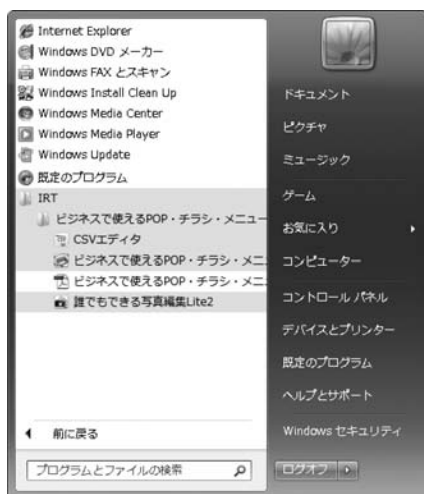 Internet Explorer
Windows DVD メーカー
Windows FAX とスキャン
Windows Install Clean Up
Windows Media Center
Windows Media Player
Windows Update
既定のプログラム
IRT
ビジネスで使えるPOP・チラシ・メニュー
CSVエディタ
ビジネスで使えるPOP・チラシ・メニ
ビジネスで使えるPOP・チラシ・メニ
誰でもできる写真編集Lite2
前に戻る
プログラムとファイルの検索
ドキュメント
ピクチャ
ミュージック
ゲーム
お気に入り
コンピューター
コントロール パネル
デバイスとプリンター
既定のプログラム
ヘルプとサポート
Windows セキュリティ
ログオフ